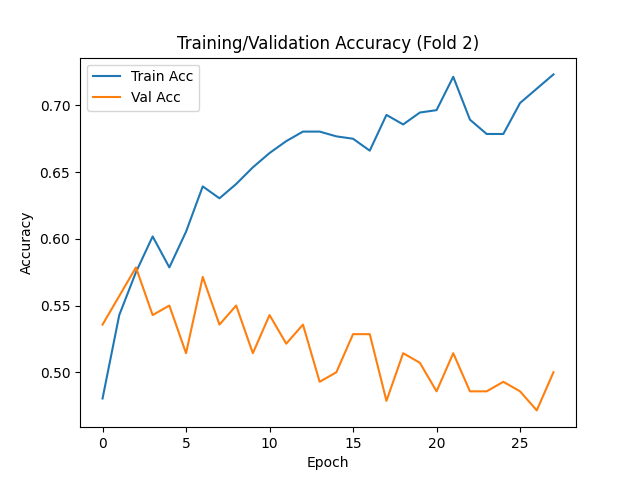 Training/Validation Accuracy (Fold 2)
Train Acc
Val Acc
0.70
0.65
0.60
0.55
0.50
Accuracy
0 5 10 15 20 25
Epoch